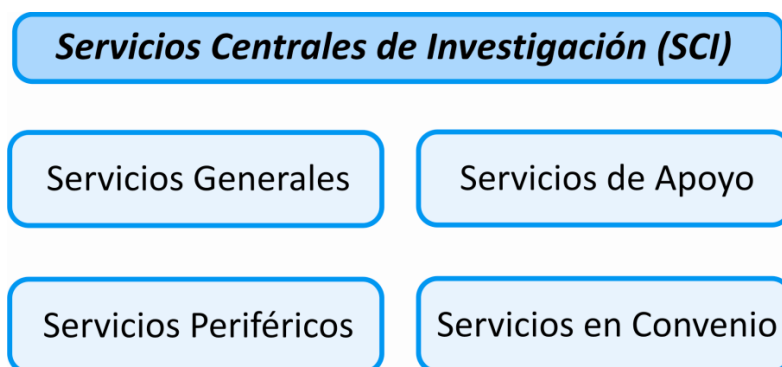 Servicios Centrales de Investigación (SCI)
Servicios Generales
Servicios de Apoyo
Servicios Periféricos
Servicios en Convenio